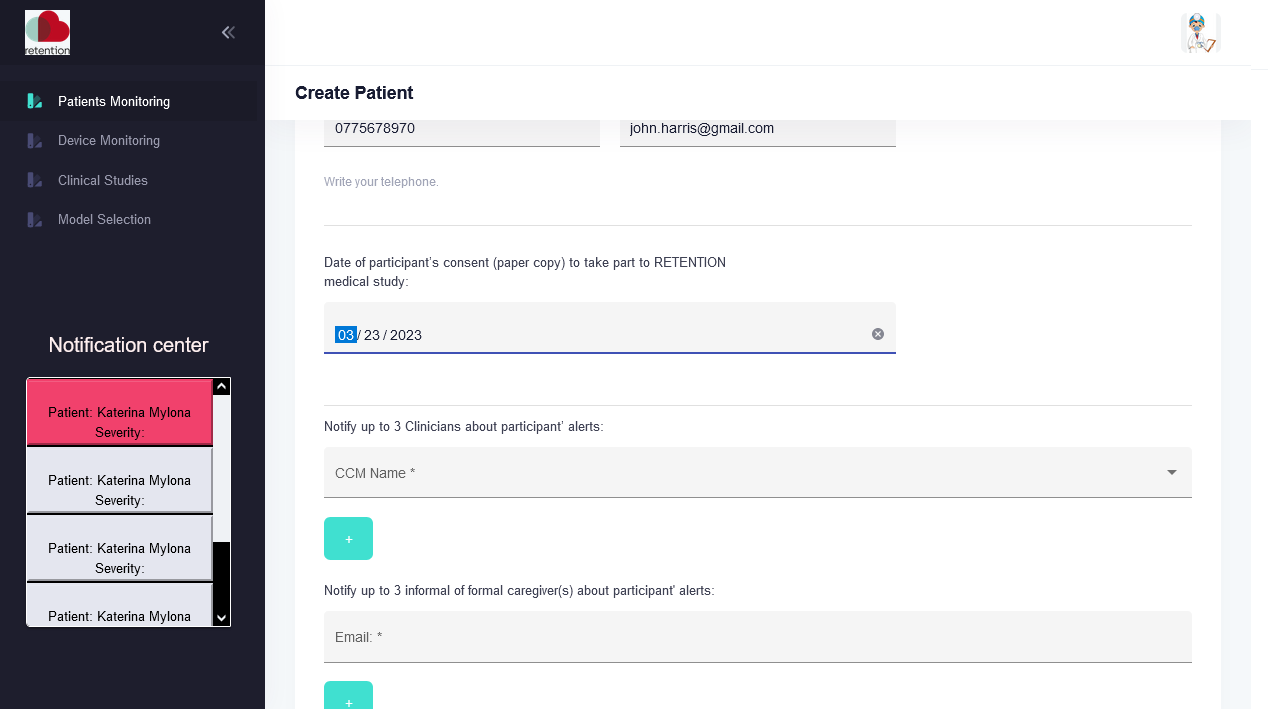 retention
Patients Monitoring
Device Monitoring
Clinical Studies
Model Selection
Notification center
Patient: Katerina Mylona
Severity:
Patient: Katerina Mylona
Severity:
Patient: Katerina Mylona
Severity:
Patient: Katerina Mylona
Create Patient
0775678970
john.harris@gmail.com
Write your telephone.
Date of participant's consent (paper copy) to take part to RETENTION
medical study:
03 / 23 / 2023
Notify up to 3 Clinicians about participant' alerts:
CCM Name *
+
Notify up to 3 informal of formal caregiver(s) about participant' alerts:
Email: *
+